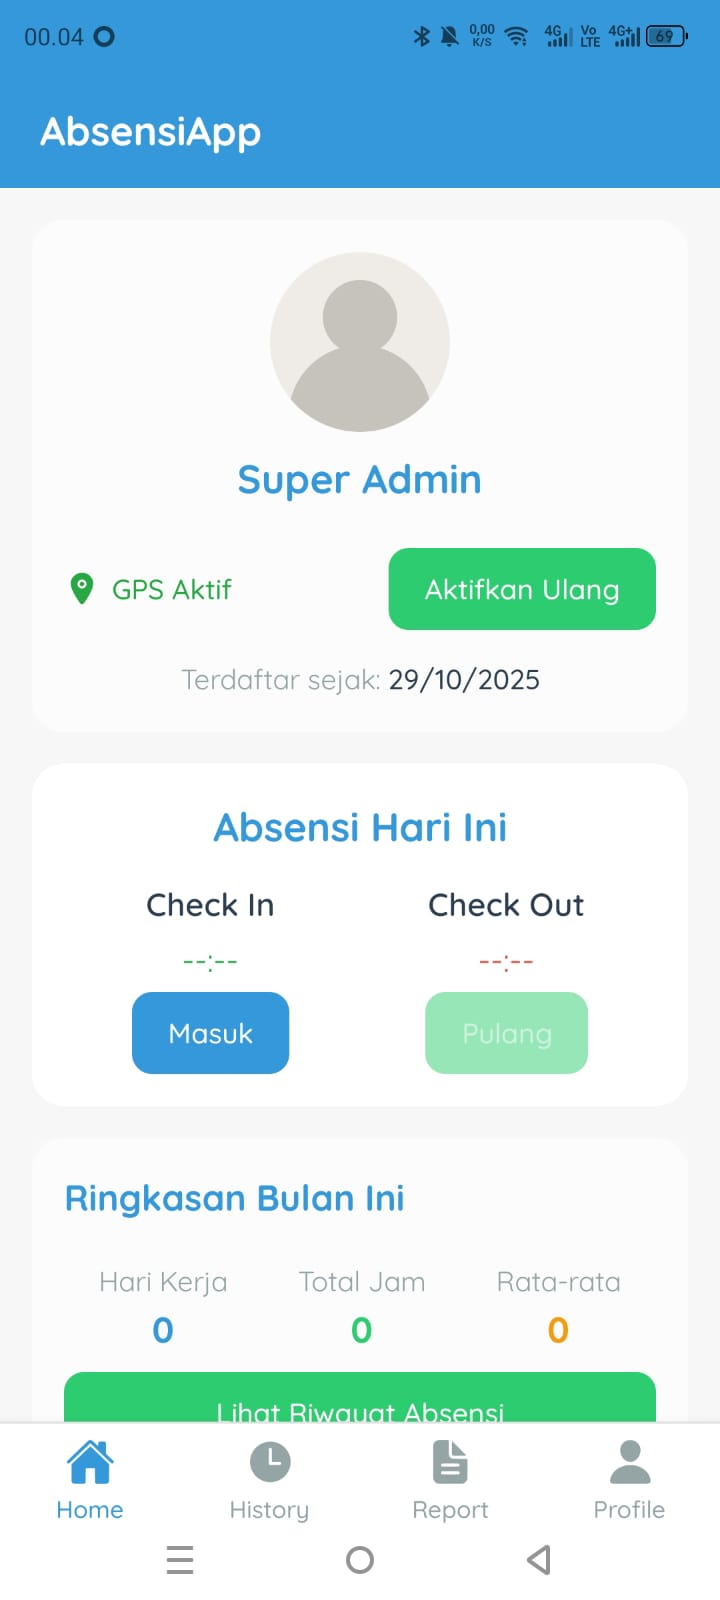 00.04
0,00 K/S 4G Vo LTE 4G+ 69
AbsensiApp
Super Admin
GPS Aktif
Aktifkan Ulang
Terdaftar sejak: 29/10/2025
Absensi Hari Ini
Check In Check Out
--:-- --:--
Masuk Pulang
Ringkasan Bulan Ini
Hari Kerja Total Jam Rata-rata
0 0 0
Lihat Riwayat Absensi
Home History Report Profile